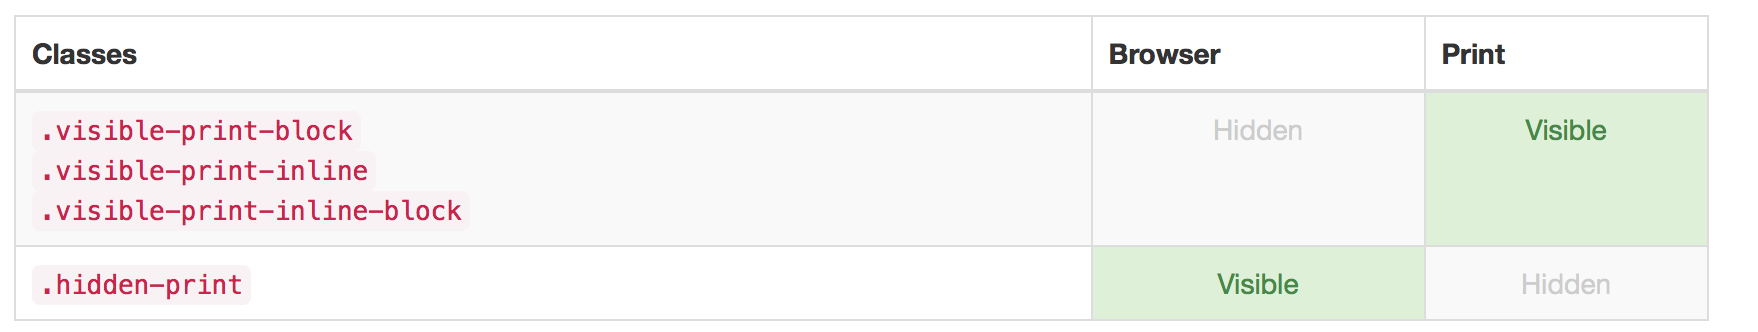 Classes Browser Print
.visible-print-block Hidden Visible
.visible-print-inline
.visible-print-inline-block
.hidden-print Visible Hidden